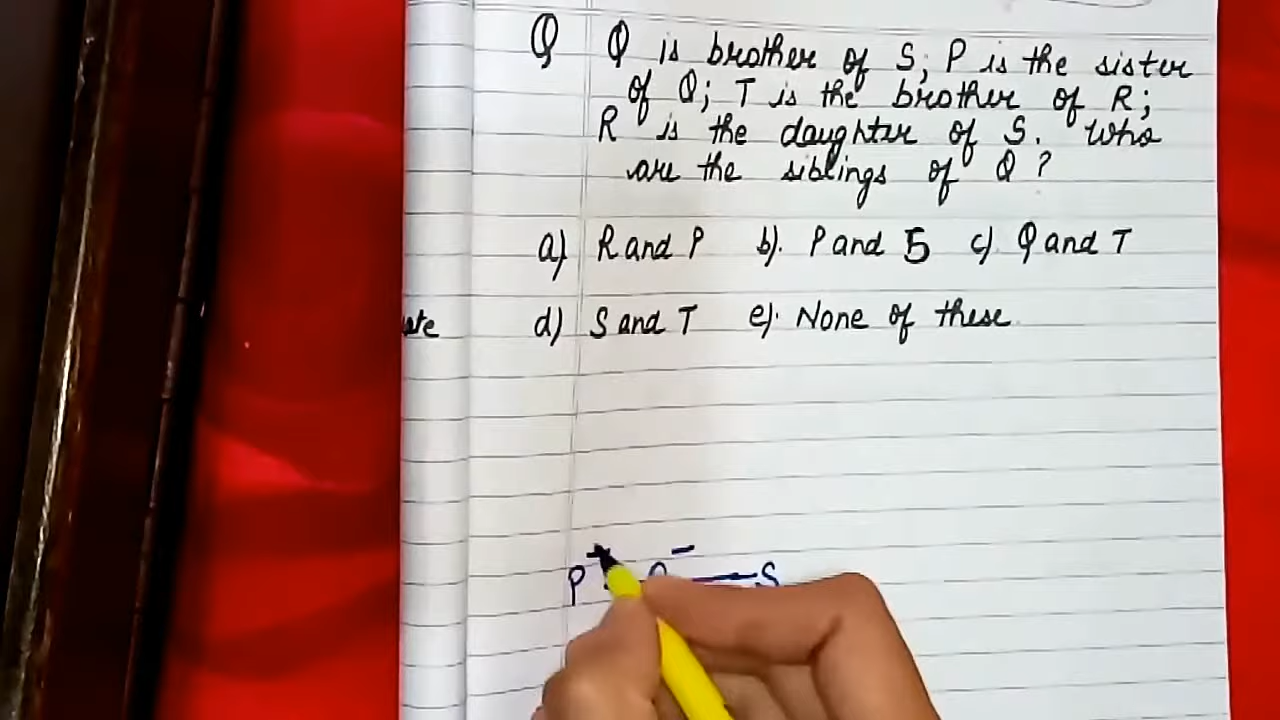 Q Q is brother of S; P is the sister
of Q; T is the brother of R;
R is the daughter of S. Who
are the siblings of Q?
a) R and P b). P and 5 c) Q and T
d) S and T e). None of these
P Q S